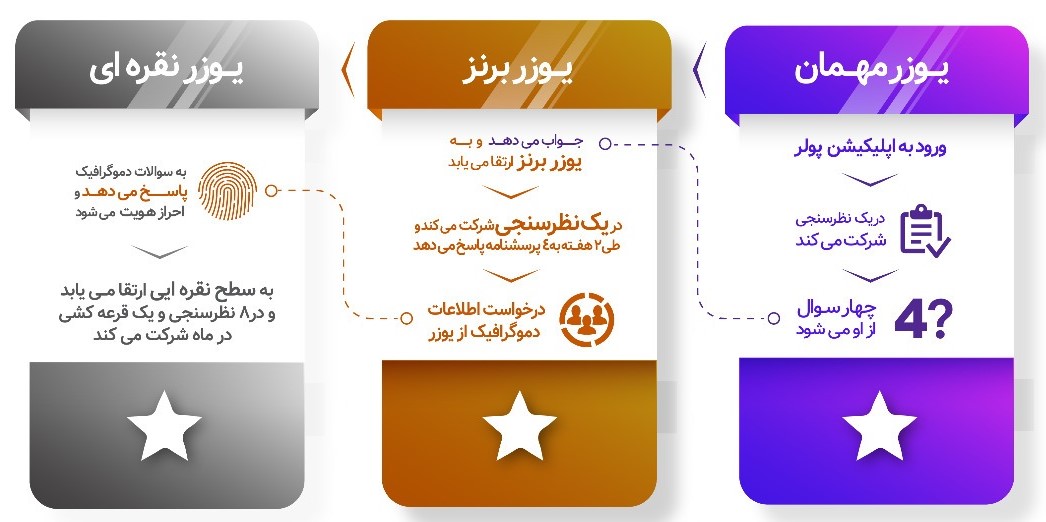 یوزر مهمان
ورود به اپلیکیشن پولر
در یک نظرسنجی
شرکت می کند
4?
چهار سوال
از او می شود
یوزر برنز
جواب می دهد و به
یوزر برنز ارتقا می یابد
در یک نظرسنجی شرکت می کند و
طی ۲ هفته به ٤ پرسشنامه پاسخ می دهد
درخواست اطلاعات
دموگرافیک از یوزر
یوزر نقره ای
به سوالات دموگرافیک
پاسخ می دهد و
احراز هویت می شود
به سطح نقره ایی ارتقا می یابد
و در ۸ نظرسنجی و یک قرعه کشی
در ماه شرکت می کند